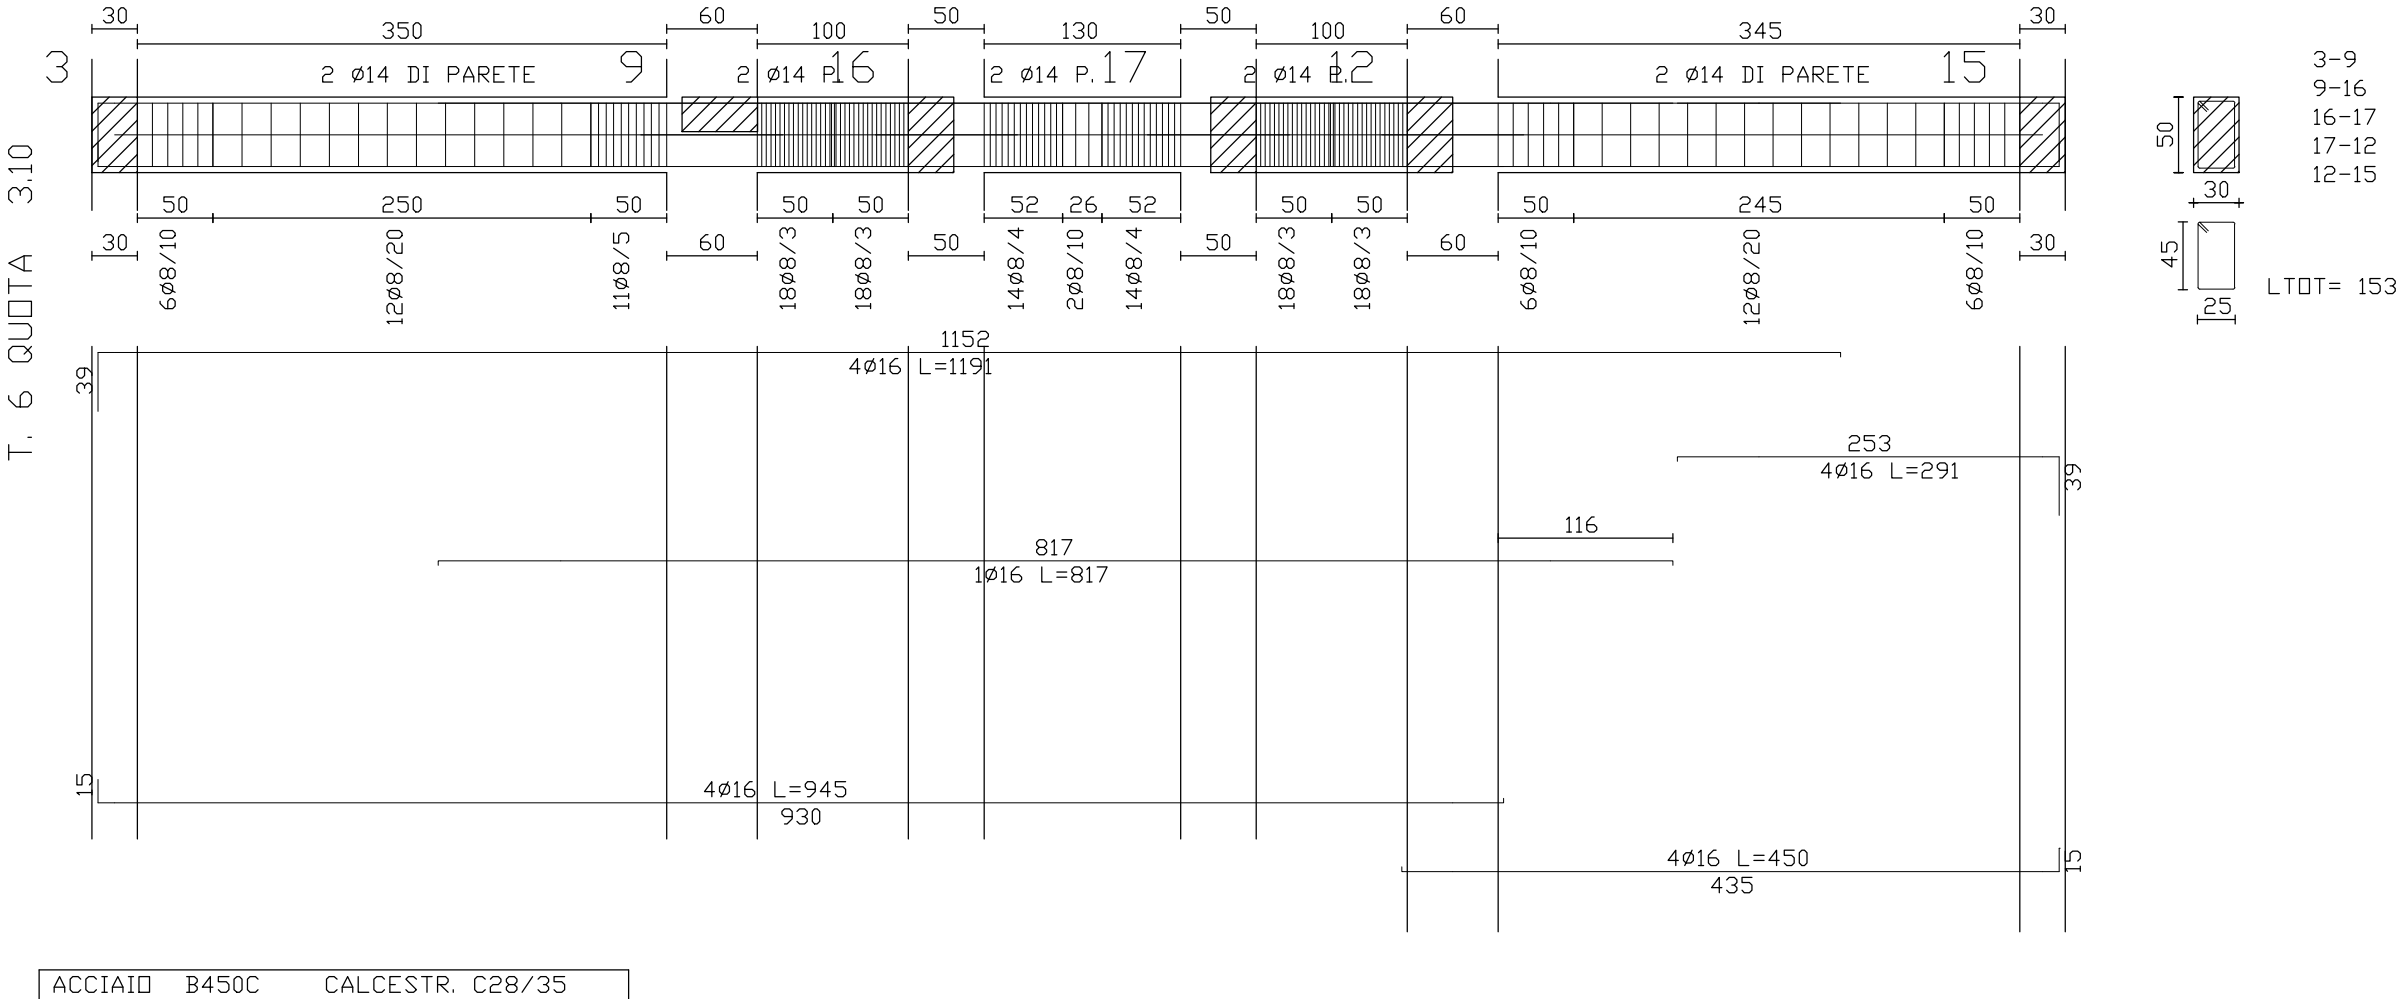 30 60 50 50 60 30
350 100 130 100 345
3 9 16 17 12 15
2 ø14 DI PARETE 2 ø14 P. 2 ø14 P. 2 ø14 P. 2 ø14 DI PARETE
3-9
9-16
16-17
17-12
12-15
50
30
45
25
LTOT= 153
T. 6 QUOTA 3.10
50 250 50 50 50 52 26 52 50 50 50 245 50
30 60 50 50 60 30
6ø8/10 12ø8/20 11ø8/5 18ø8/3 18ø8/3 14ø8/4 2ø8/10 14ø8/4 18ø8/3 18ø8/3 6ø8/10 12ø8/20 6ø8/10
1152
4ø16 L=1191
39
253
4ø16 L=291
39
116
817
1ø16 L=817
15
4ø16 L=945
930
4ø16 L=450
435
15
ACCIAIO B450C CALCESTR. C28/35